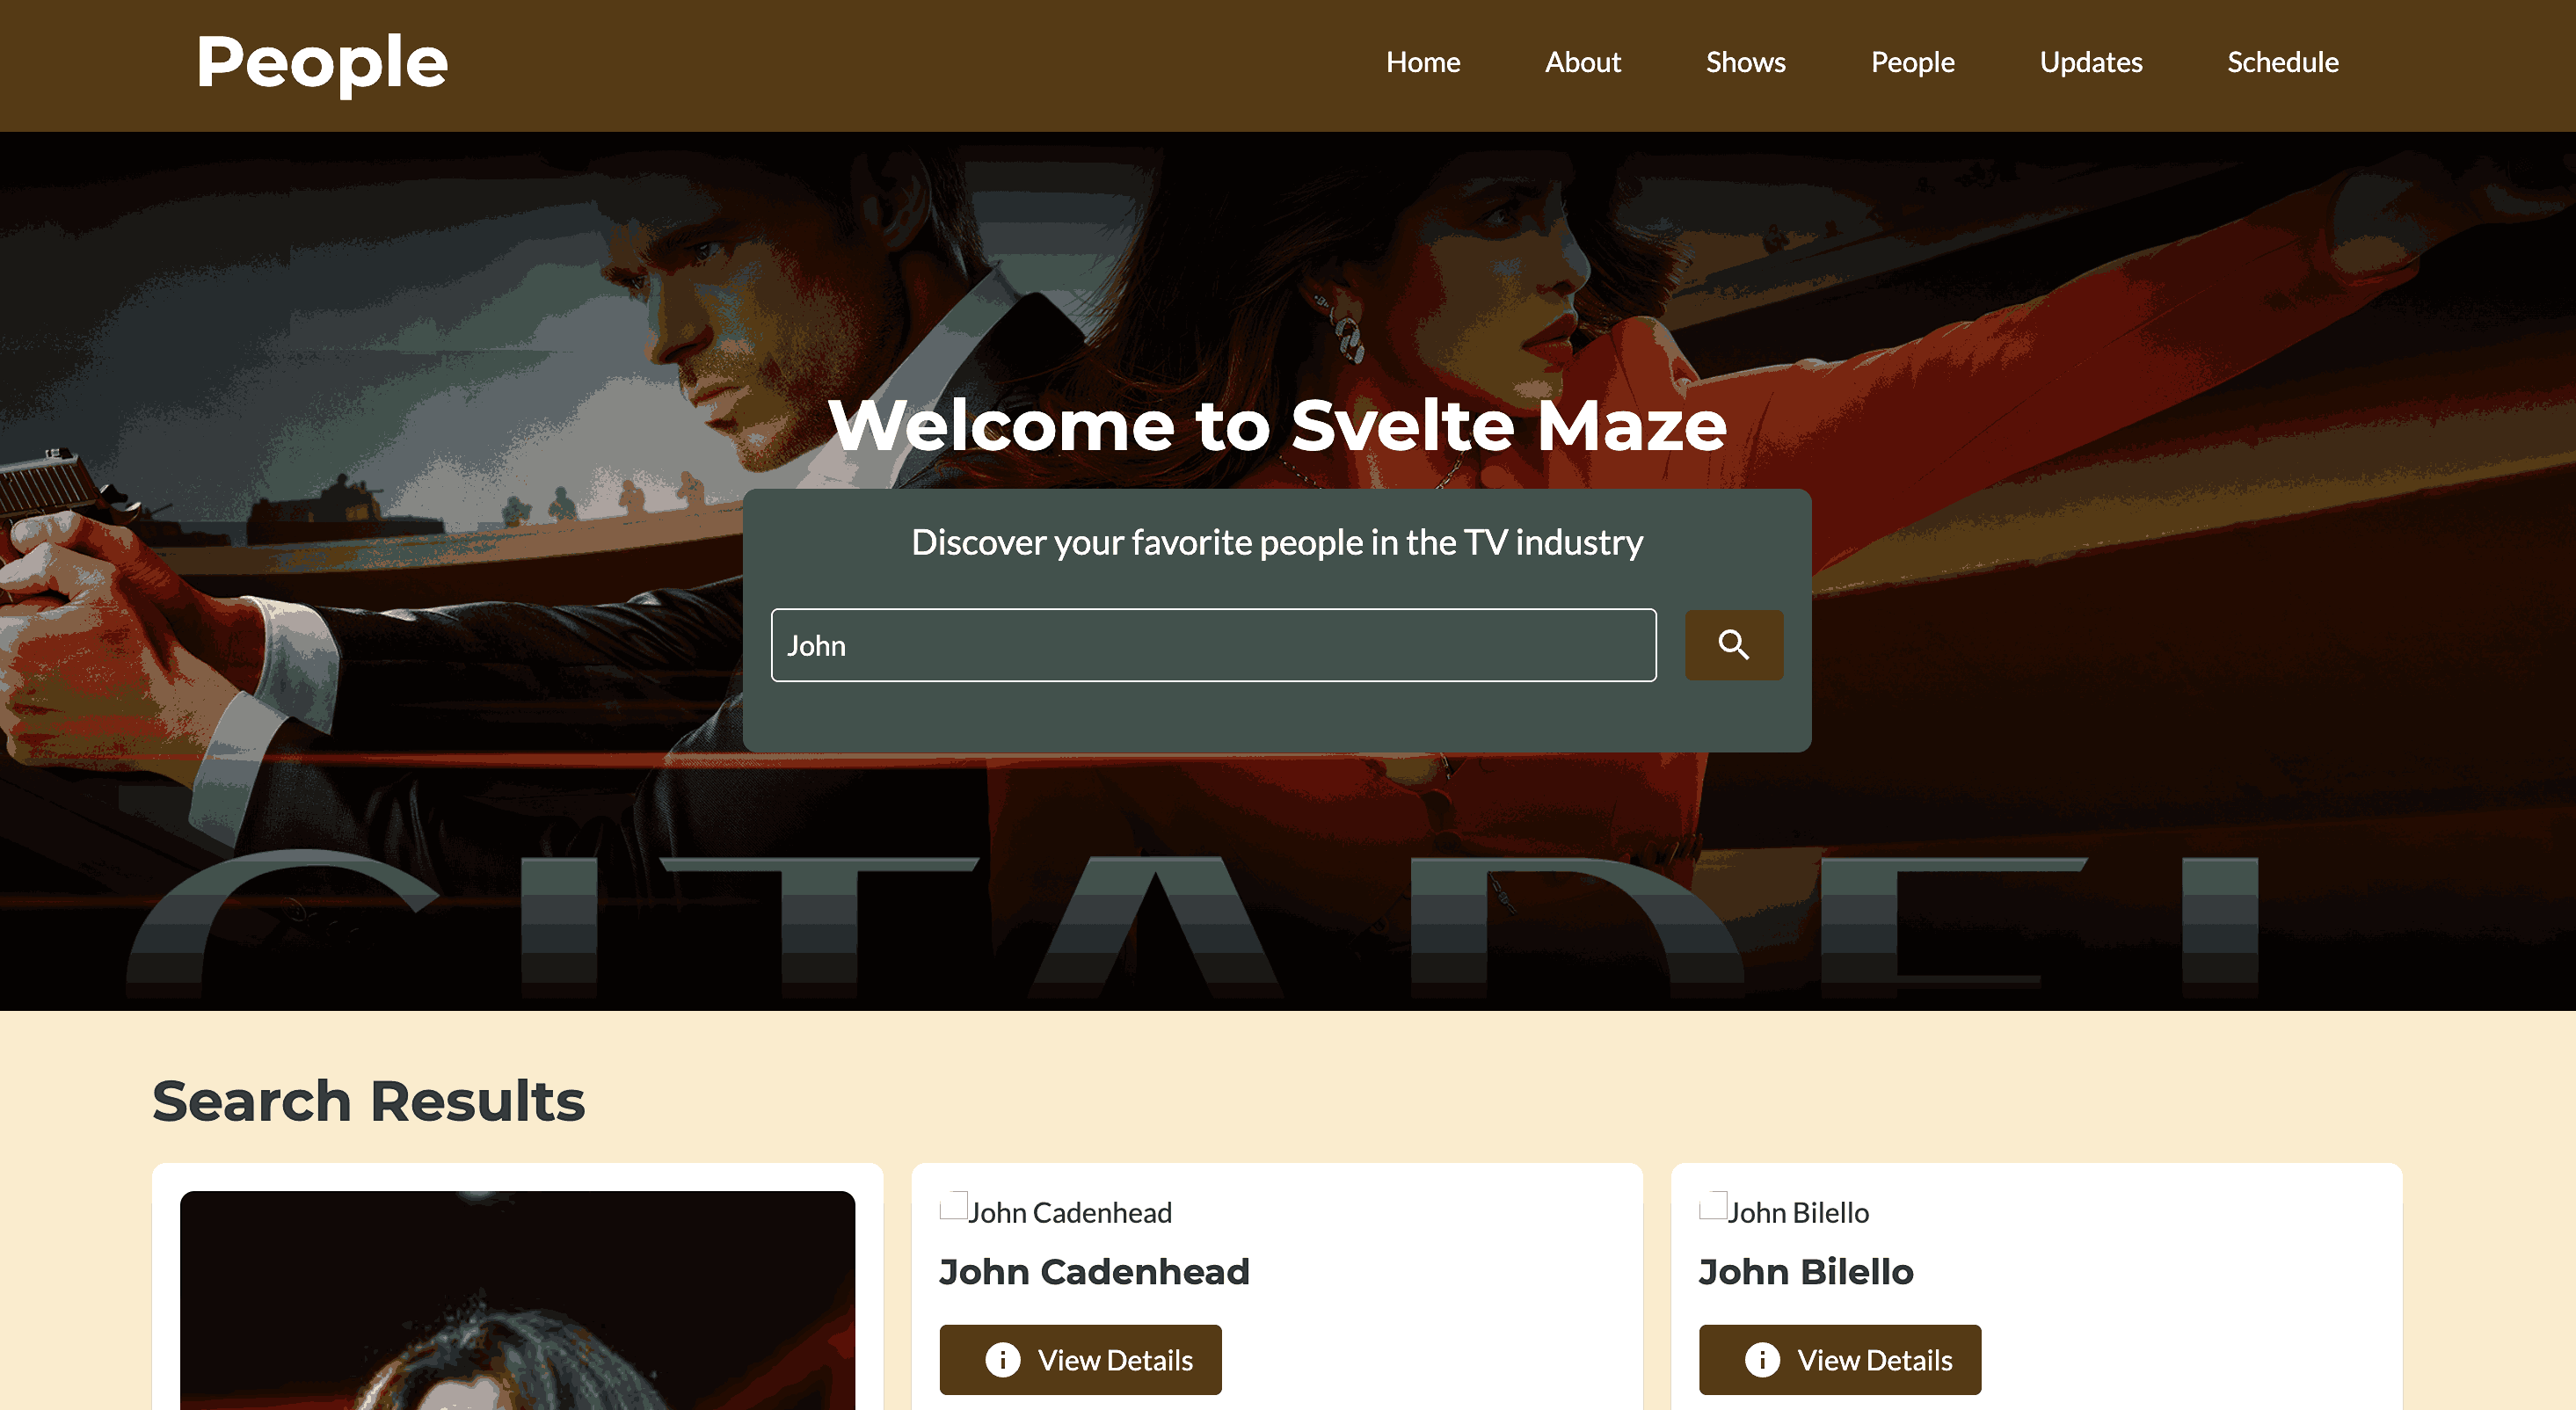 People
Home About Shows People Updates Schedule
Welcome to Svelte Maze
Discover your favorite people in the TV industry
John
CITADEL
Search Results
John Cadenhead
John Cadenhead
View Details
John Bilello
John Bilello
View Details